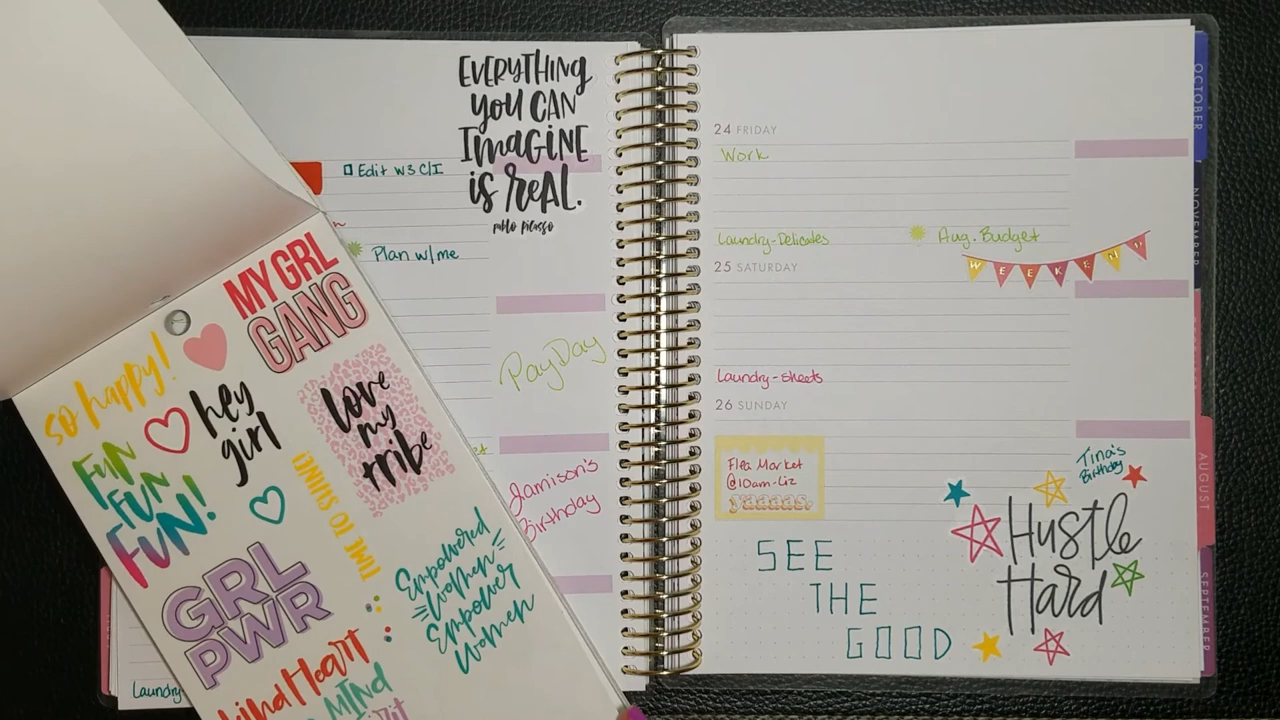 EVERYTHING
you CAN
ImaGiNE
is ReAL.
pablo picasso
Edit W3 C/I
Plan w/me
PayDay
Jamison's
Birthday
Laundry
MY GRL
GANG
so happy!
hey
girl
love
my
tribe
FUN
FUN
FUN!
TIME TO SHINE!
GRL
PWR
Empowered
Women
Empower
Women
kind HeaRT
MIND
24 FRIDAY
Work
Laundry-Delicates
Aug. Budget
25 SATURDAY
WEEKEND
Laundry-sheets
26 SUNDAY
Flea Market
@10am-Liz
yaaaas.
Tina's
Birthday
Hustle
Hard
SEE
THE
GOOD
OCTOBER
NOVEMBER
AUGUST
SEPTEMBER